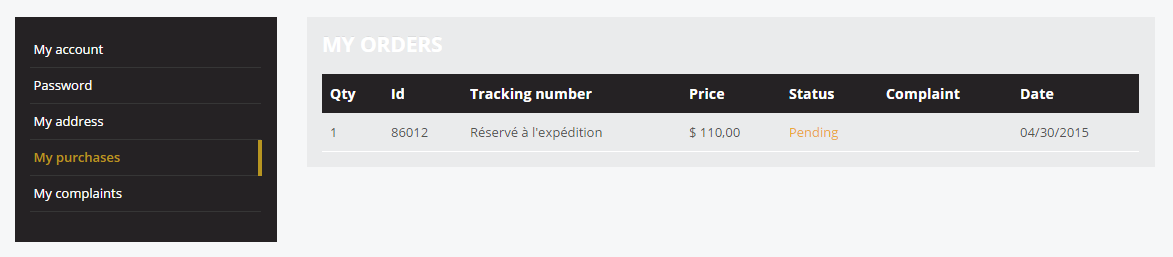 My account
Password
My address
My purchases
My complaints
MY ORDERS
Qty Id Tracking number Price Status Complaint Date
1 86012 Réservé à l'expédition $ 110,00 Pending 04/30/2015